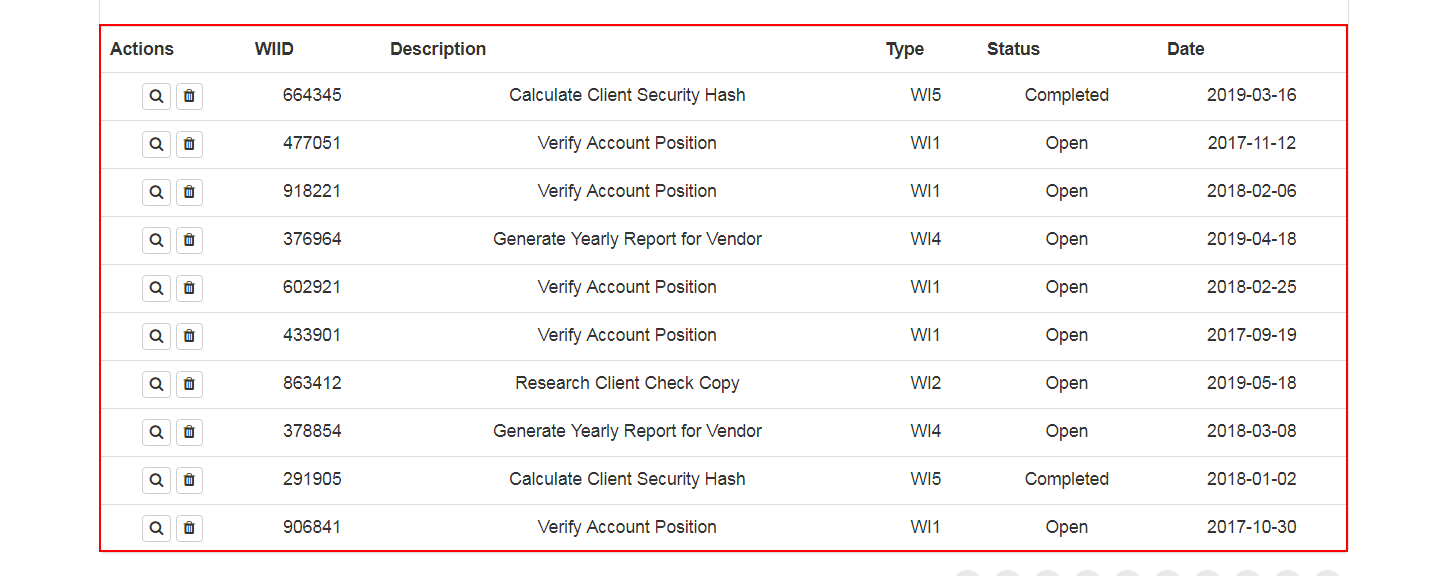 Actions WIID Description Type Status Date
664345 Calculate Client Security Hash WI5 Completed 2019-03-16
477051 Verify Account Position WI1 Open 2017-11-12
918221 Verify Account Position WI1 Open 2018-02-06
376964 Generate Yearly Report for Vendor WI4 Open 2019-04-18
602921 Verify Account Position WI1 Open 2018-02-25
433901 Verify Account Position WI1 Open 2017-09-19
863412 Research Client Check Copy WI2 Open 2019-05-18
378854 Generate Yearly Report for Vendor WI4 Open 2018-03-08
291905 Calculate Client Security Hash WI5 Completed 2018-01-02
906841 Verify Account Position WI1 Open 2017-10-30